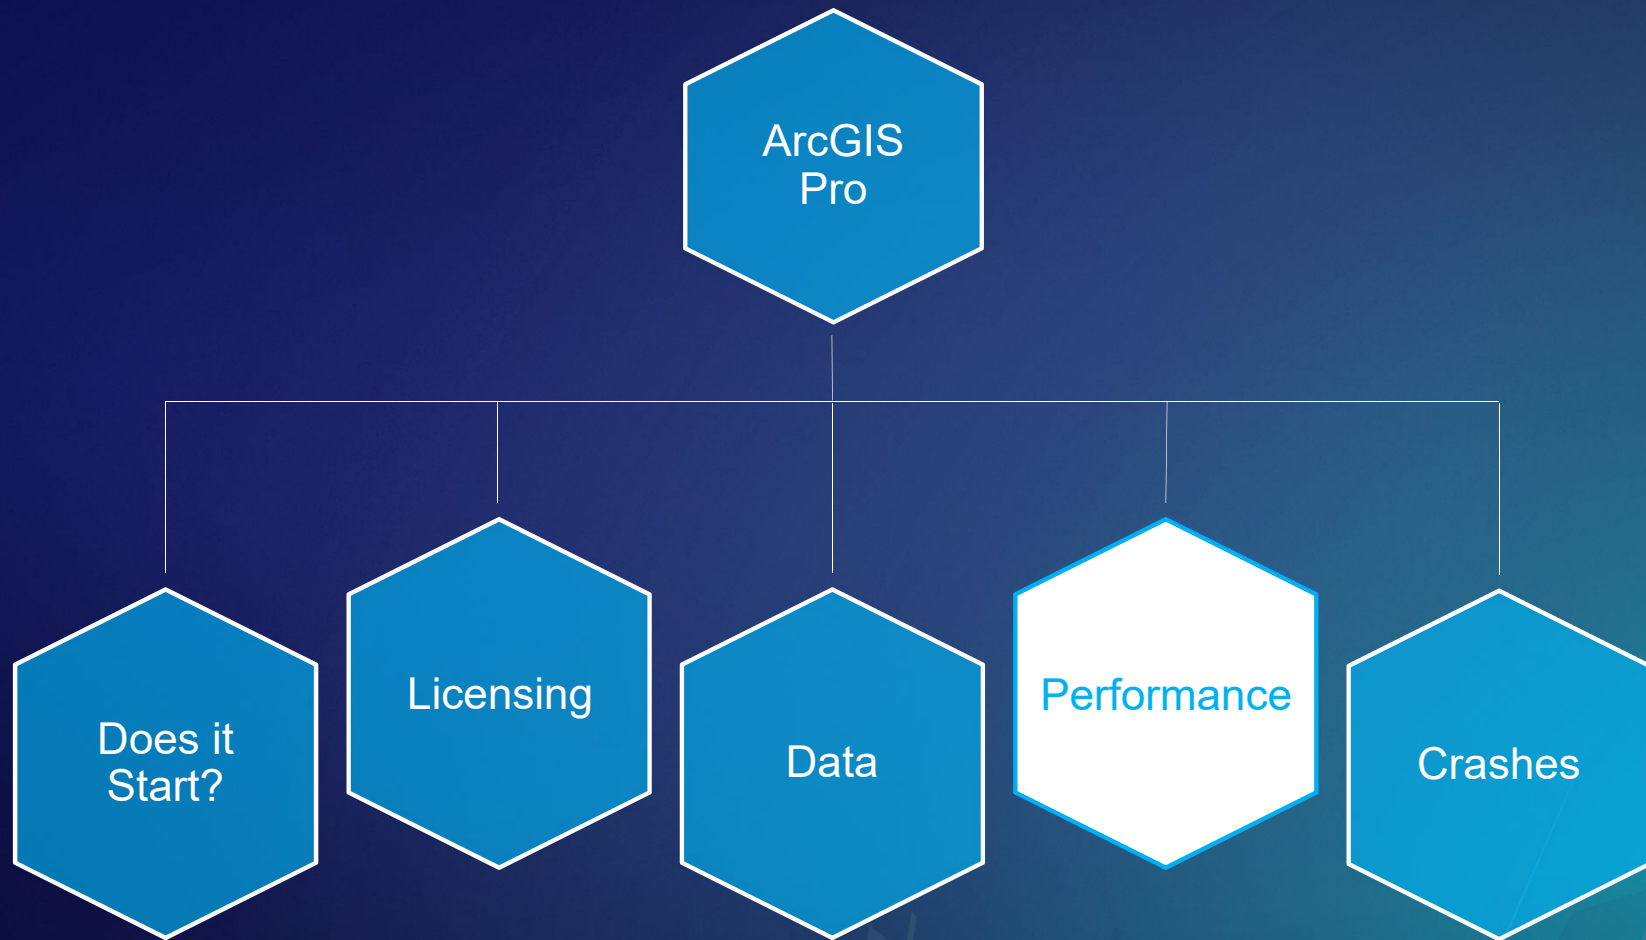 ArcGIS
Pro
Does it
Start?
Licensing
Data
Performance
Crashes